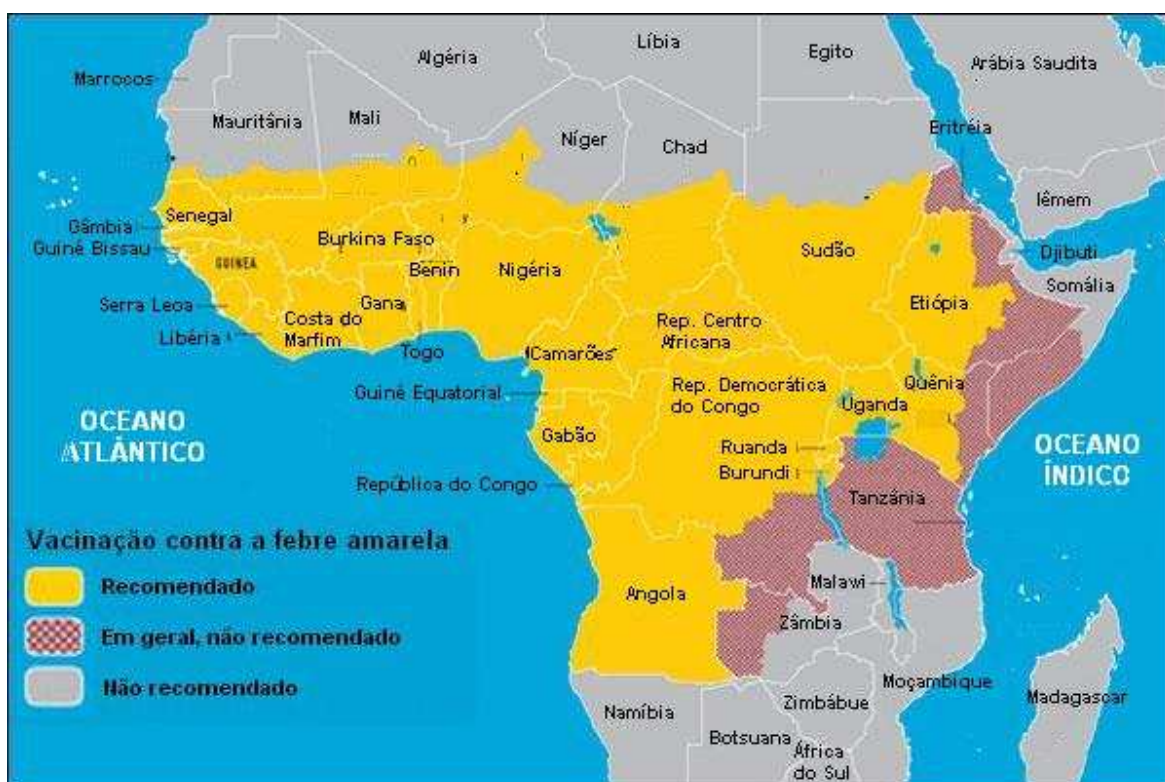 Líbia
Egito
Algéria
Arábia Saudita
Marrocos
Mauritânia
Mali
Níger
Chad
Eritréia
Iêmem
Senegal
Gâmbia
Guiné Bissau
Burkina Faso
Sudão
Djibuti
GUINEA
Benin
Nigéria
Somália
Serra Leoa
Gana
Etiópia
Costa do
Marfim
Libéria
Rep. Centro
Africana
Togo
Camarões
Guiné Equatorial
Rep. Democrática
do Congo
Quênia
Uganda
OCEANO
ATLÂNTICO
Gabão
Ruanda
OCEANO
ÍNDICO
Burundi
República do Congo
Tanzânia
Vacinação contra a febre amarela
Recomendado
Em geral, não recomendado
Não recomendado
Angola
Malawi
Zâmbia
Moçambique
Madagascar
Zimbábue
Namíbia
Botsuana
África
do Sul